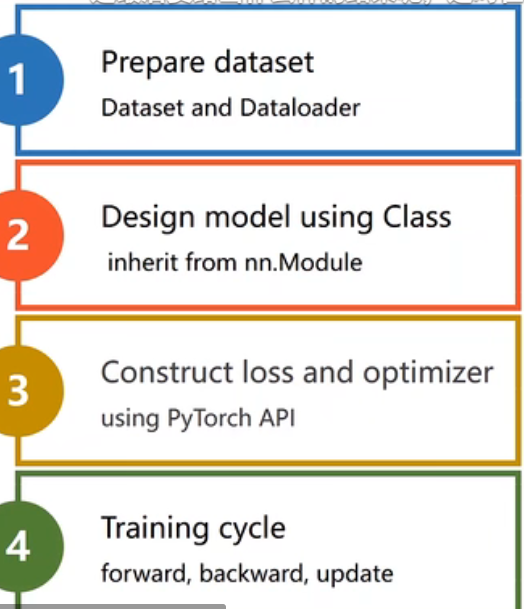 1
Prepare dataset
Dataset and Dataloader
2
Design model using Class
inherit from nn.Module
3
Construct loss and optimizer
using PyTorch API
4
Training cycle
forward, backward, update